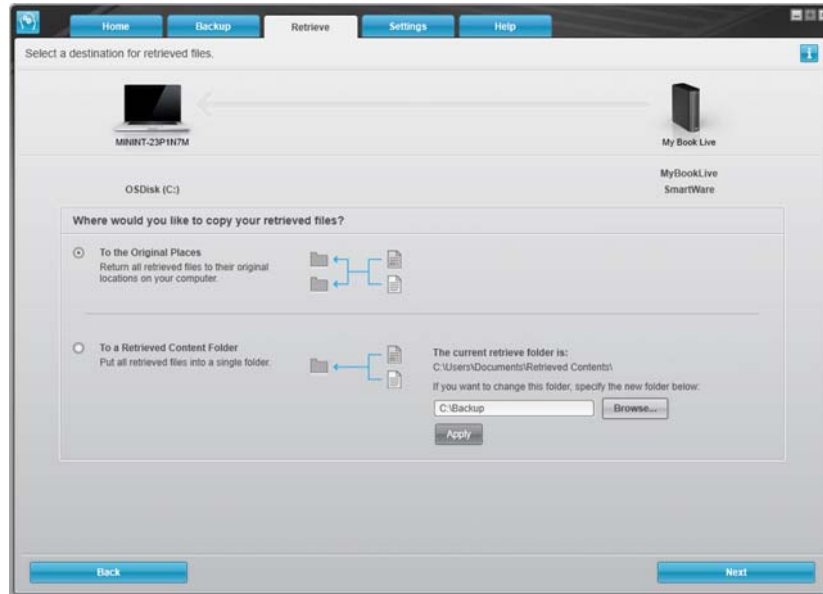 Home Backup Retrieve Settings Help
Select a destination for retrieved files.
MININT-23P1N7M
My Book Live
OSDisk (C:)
MyBookLive
SmartWare
Where would you like to copy your retrieved files?
To the Original Places
Return all retrieved files to their original
locations on your computer.
To a Retrieved Content Folder
Put all retrieved files into a single folder.
The current retrieve folder is:
C:\Users\Documents\Retrieved Contents\
If you want to change this folder, specify the new folder below:
C:\Backup
Browse...
Apply
Back
Next